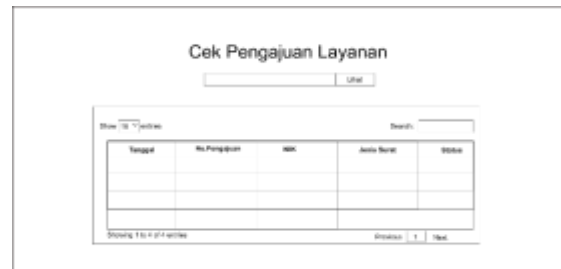 Cek Pengajuan Layanan
Lihat
Show 10 entries Search:
Tanggal No.Pengajuan NIK Jenis Surat Status
Showing 1 to 4 of 4 entries Previous 1 Next